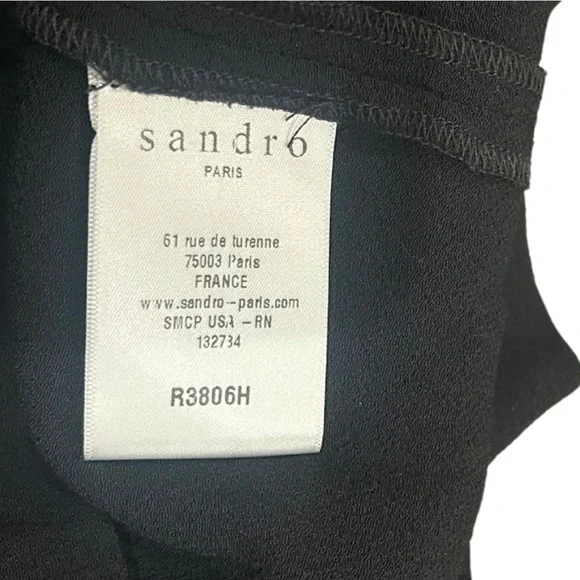 sandro
PARIS
61 rue de turenne
75003 Paris
FRANCE
www.sandro-paris.com
SMCP USA -RN
132734
R3806H